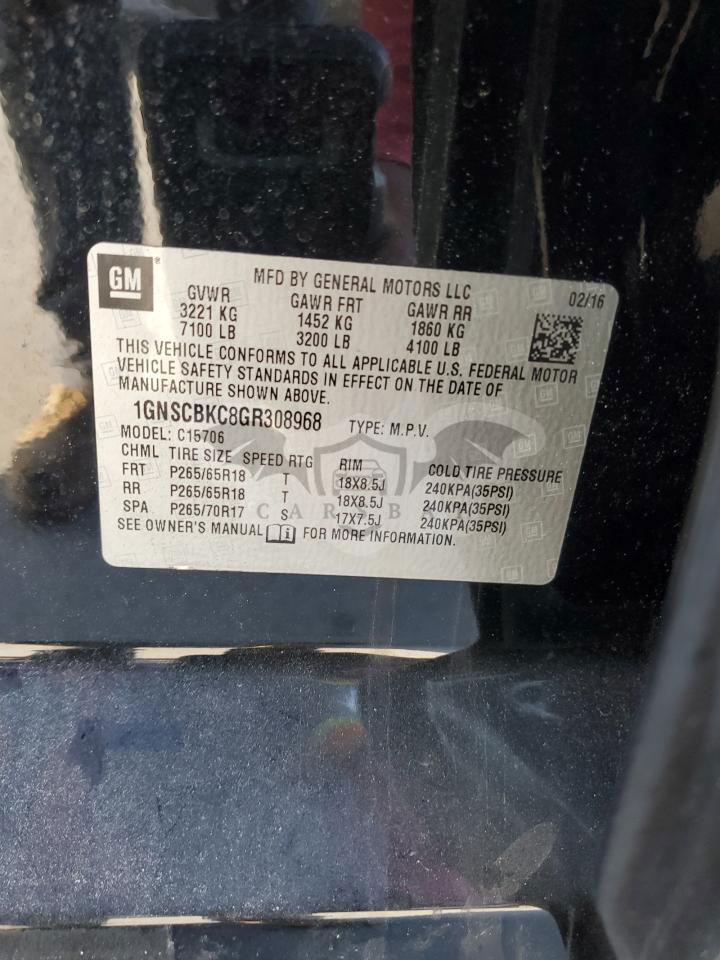 GM ®
MFD BY GENERAL MOTORS LLC
02/16
GVWR GAWR FRT GAWR RR
3221 KG 1452 KG 1860 KG
7100 LB 3200 LB 4100 LB
THIS VEHICLE CONFORMS TO ALL APPLICABLE U.S. FEDERAL MOTOR
VEHICLE SAFETY STANDARDS IN EFFECT ON THE DATE OF
MANUFACTURE SHOWN ABOVE.
1GNSCBKC8GR308968 TYPE: M.P.V.
MODEL: C15706
CHML TIRE SIZE SPEED RTG RIM COLD TIRE PRESSURE
FRT P265/65R18 T 18X8.5J 240KPA(35PSI)
RR P265/65R18 T 18X8.5J 240KPA(35PSI)
SPA P265/70R17 S 17X7.5J 240KPA(35PSI)
SEE OWNER'S MANUAL i FOR MORE INFORMATION.